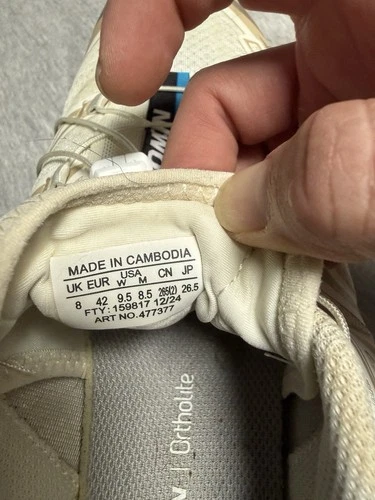 MADE IN CAMBODIA
UK EUR USA W M CN JP
8 42 9.5 8.5 265(2) 26.5
FTY: 159817 12/24
ART NO.477377
Ortholite